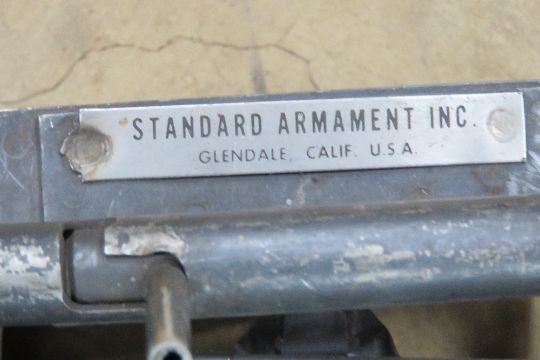 STANDARD ARMAMENT INC.
GLENDALE, CALIF. U.S.A.